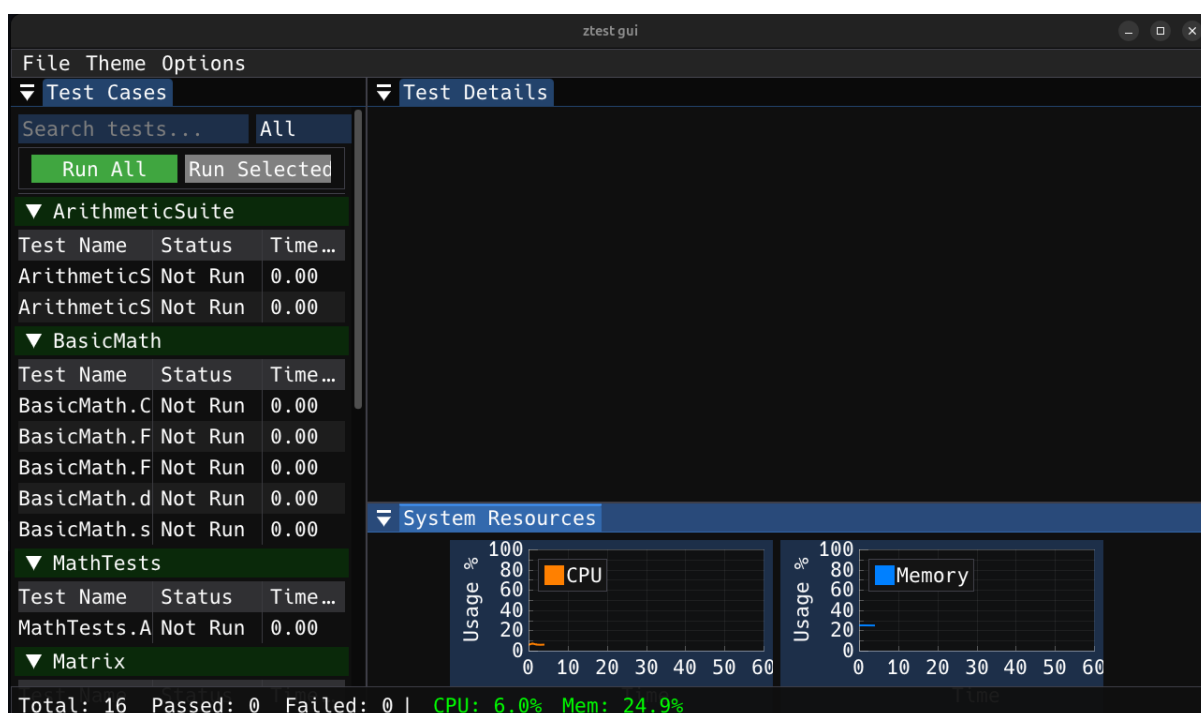 ztest gui
File Theme Options
Test Cases
Search tests... All
Run All Run Selected
ArithmeticSuite
Test Name Status Time…
ArithmeticS Not Run 0.00
ArithmeticS Not Run 0.00
BasicMath
Test Name Status Time…
BasicMath.C Not Run 0.00
BasicMath.F Not Run 0.00
BasicMath.F Not Run 0.00
BasicMath.d Not Run 0.00
BasicMath.s Not Run 0.00
MathTests
Test Name Status Time…
MathTests.A Not Run 0.00
Matrix
Test Details
System Resources
Usage %
100
80
60
40
20
0
CPU
0 10 20 30 40 50 60
Usage %
100
80
60
40
20
0
Memory
0 10 20 30 40 50 60
Time
Total: 16 Passed: 0 Failed: 0 | CPU: 6.0% Mem: 24.9%